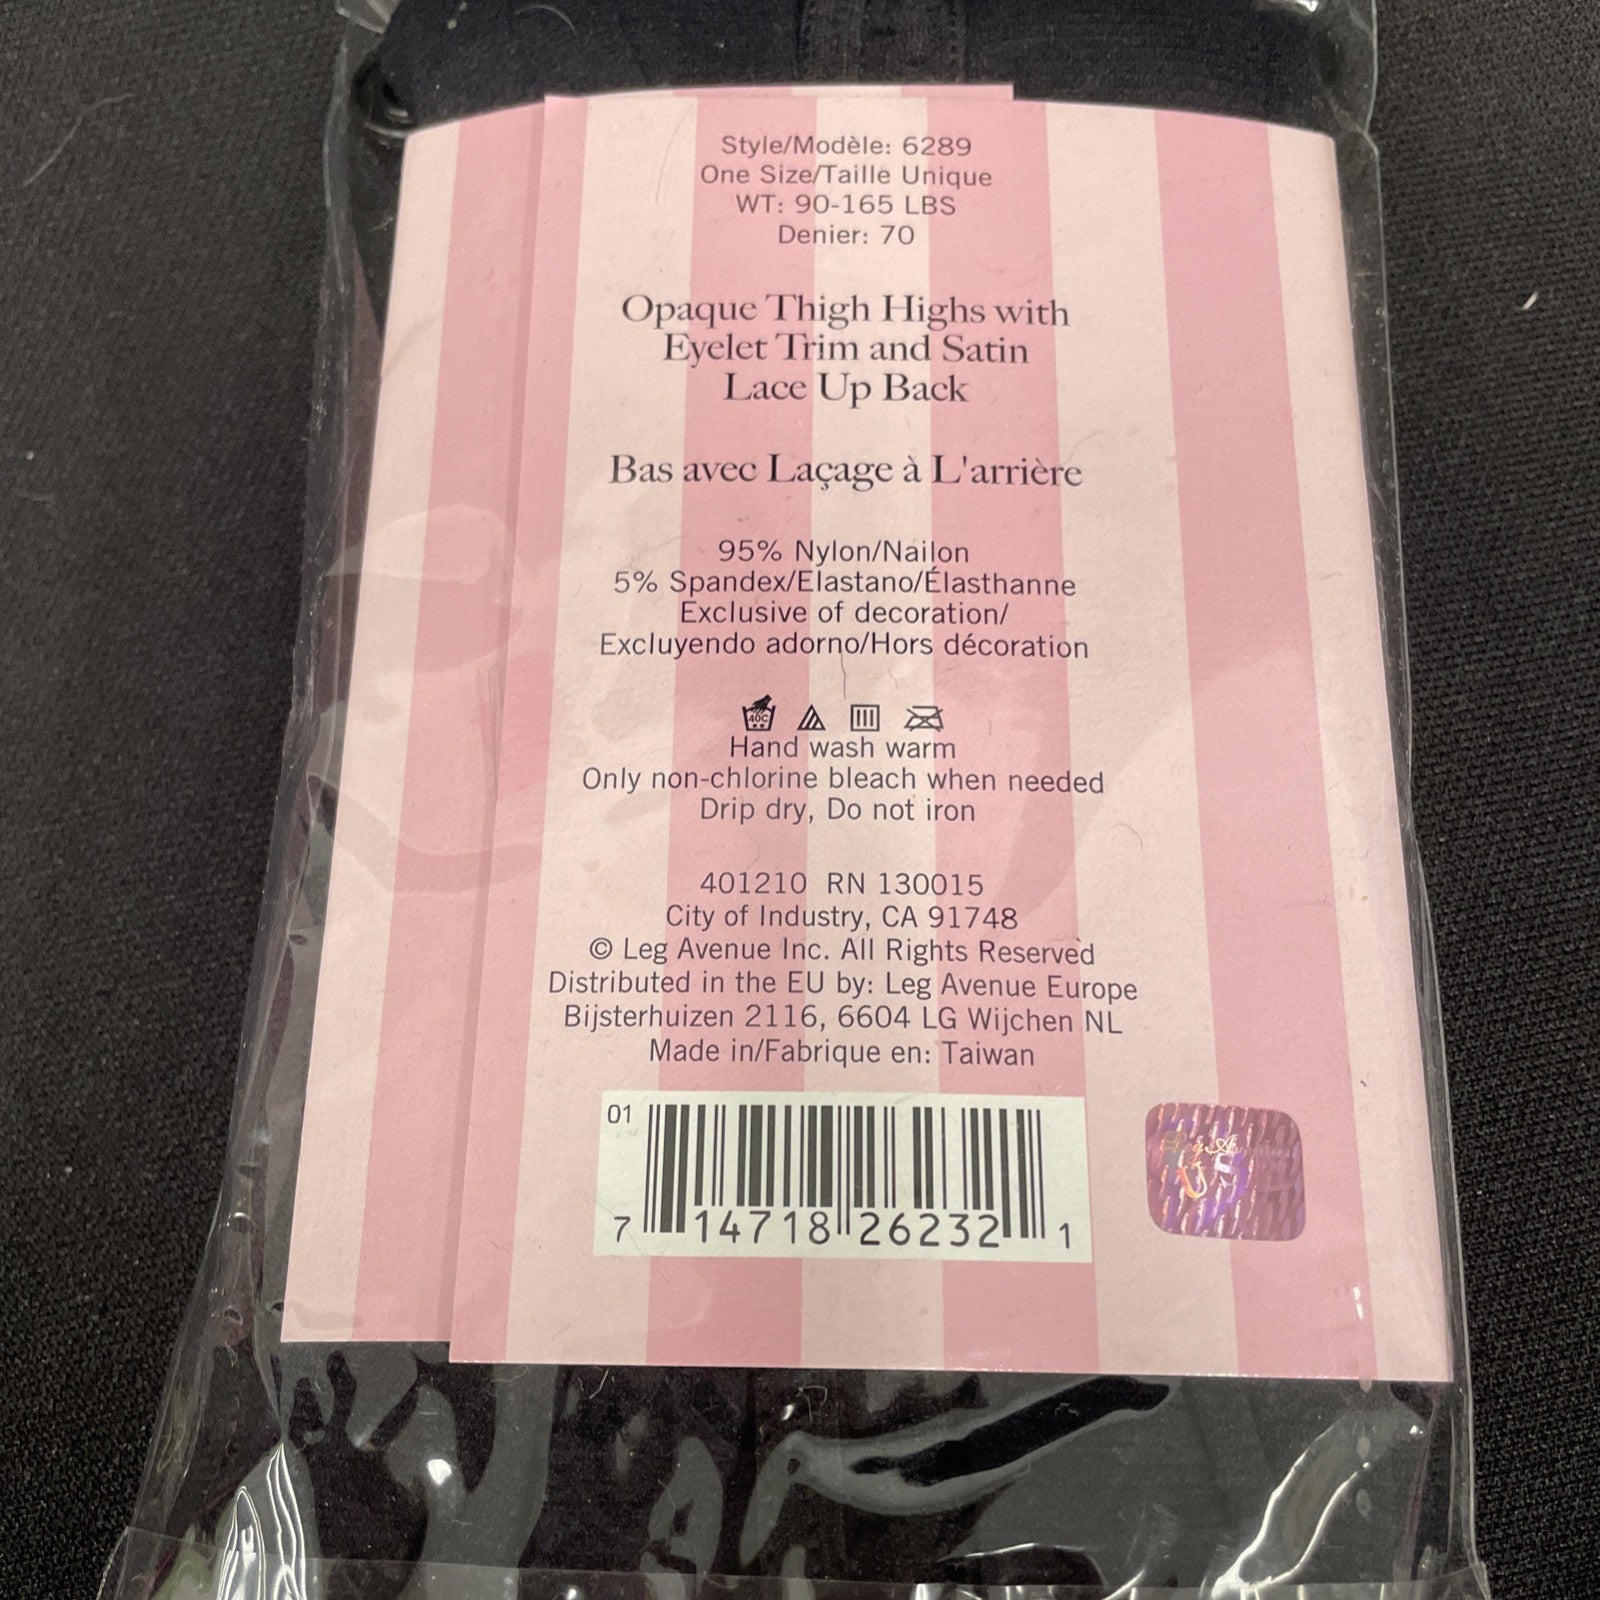 Style/Modèle: 6289
One Size/Taille Unique
WT: 90-165 LBS
Denier: 70
Opaque Thigh Highs with
Eyelet Trim and Satin
Lace Up Back
Bas avec Laçage à L'arrière
95% Nylon/Nailon
5% Spandex/Elastano/Élasthanne
Exclusive of decoration/
Excluyendo adorno/Hors décoration
40C
Hand wash warm
Only non-chlorine bleach when needed
Drip dry, Do not iron
401210 RN 130015
City of Industry, CA 91748
© Leg Avenue Inc. All Rights Reserved
Distributed in the EU by: Leg Avenue Europe
Bijsterhuizen 2116, 6604 LG Wijchen NL
Made in/Fabrique en: Taiwan
01
7 14718 26232 1
US